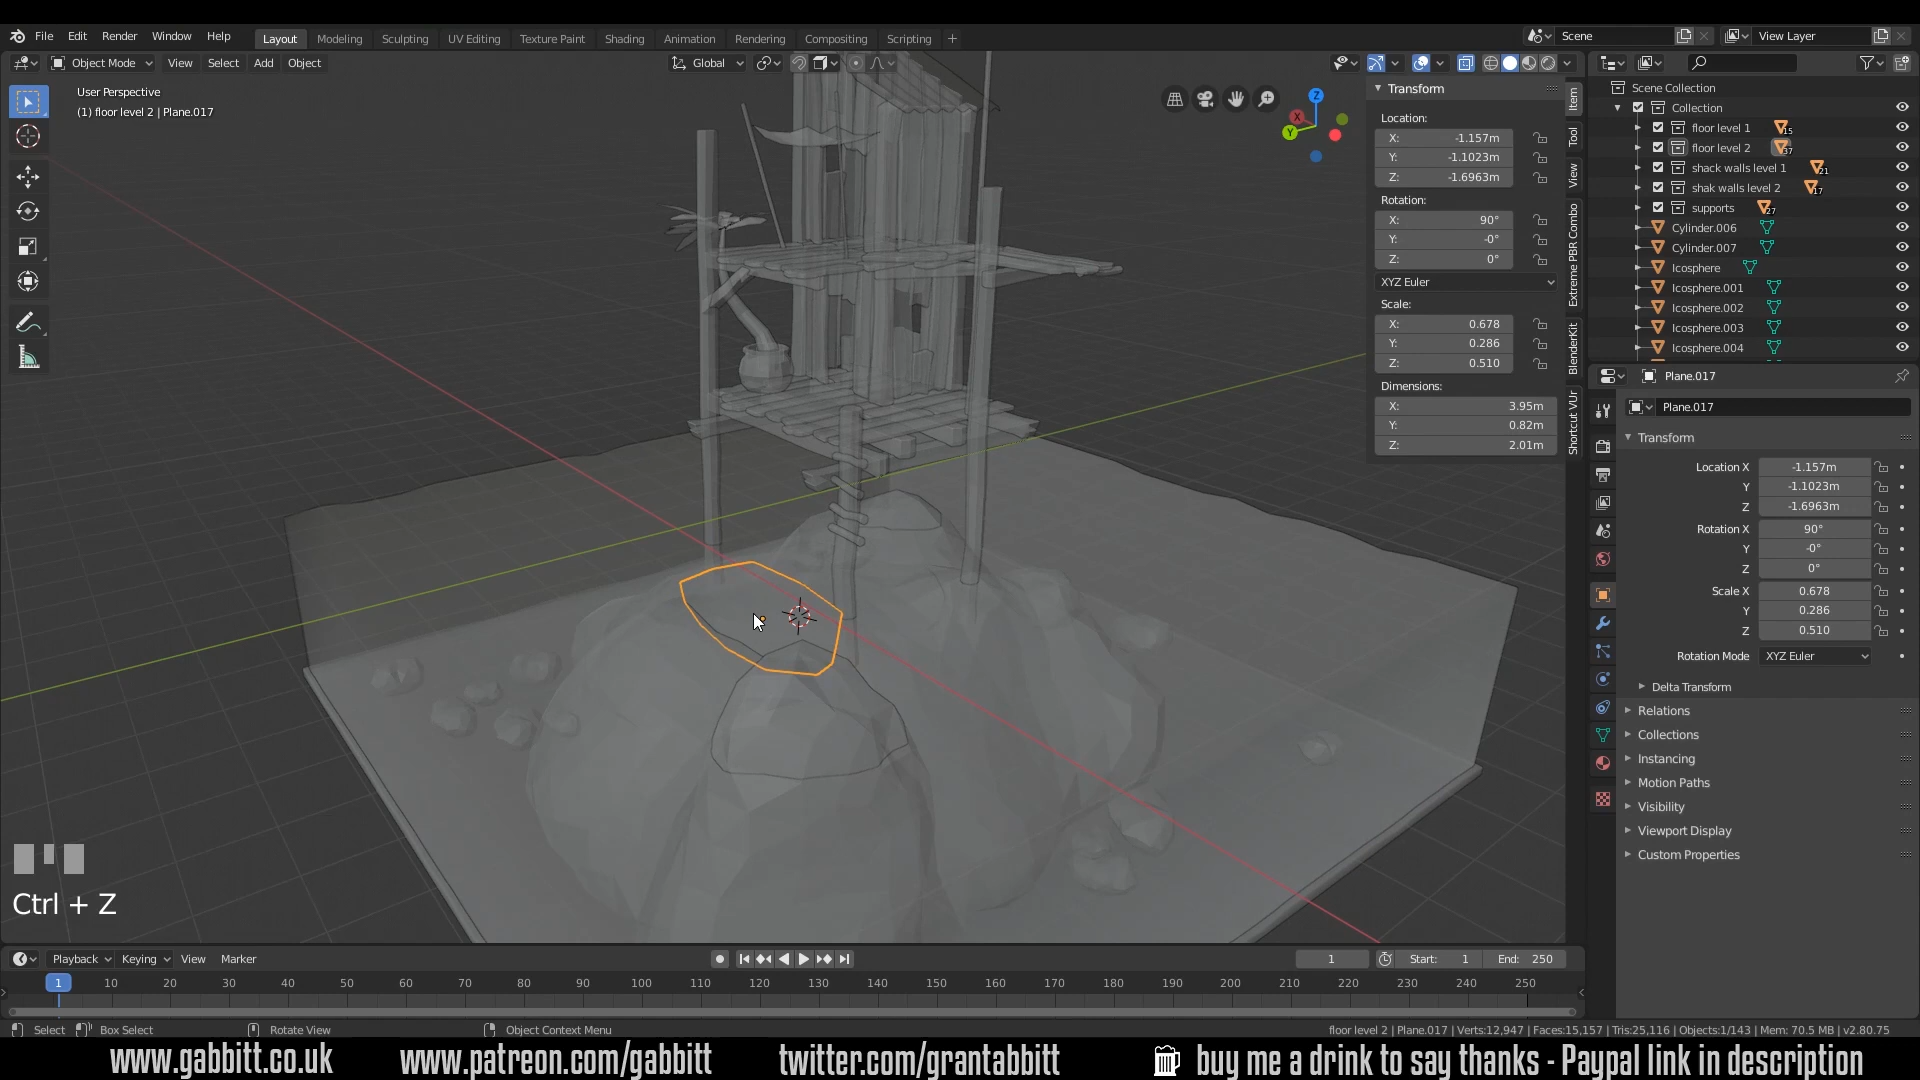 File Edit Render Window Help
Layout Modeling Sculpting UV Editing Texture Paint Shading Animation Rendering Compositing Scripting +
Scene
View Layer
Object Mode View Select Add Object
Global
User Perspective
(1) floor level 2 | Plane.017
Z
X
Y
Transform
Location:
X: -1.157m
Y: -1.1023m
Z: -1.6963m
Rotation:
X: 90°
Y: -0°
Z: 0°
XYZ Euler
Scale:
X: 0.678
Y: 0.286
Z: 0.510
Dimensions:
X: 3.95m
Y: 0.82m
Z: 2.01m
Item
Tool
View
Extreme PBR Combo
BlenderKit
Shortcut VUr
Scene Collection
Collection
floor level 1 15
floor level 2 37
shack walls level 1 21
shak walls level 2 17
supports 27
Cylinder.006
Cylinder.007
Icosphere
Icosphere.001
Icosphere.002
Icosphere.003
Icosphere.004
Plane.017
Plane.017
Transform
Location X -1.157m
Y -1.1023m
Z -1.6963m
Rotation X 90°
Y -0°
Z 0°
Scale X 0.678
Y 0.286
Z 0.510
Rotation Mode XYZ Euler
Delta Transform
Relations
Collections
Instancing
Motion Paths
Visibility
Viewport Display
Custom Properties
Ctrl + Z
Playback Keying View Marker
1 Start: 1 End: 250
1 10 20 30 40 50 60 70 80 90 100 110 120 130 140 150 160 170 180 190 200 210 220 230 240 250
Select Box Select Rotate View Object Context Menu
floor level 2 | Plane.017 | Verts:12,947 | Faces:15,157 | Tris:25,116 | Objects:1/143 | Mem: 70.5 MB | v2.80.75
www.gabbitt.co.uk www.patreon.com/gabbitt twitter.com/grantabbitt buy me a drink to say thanks - Paypal link in description